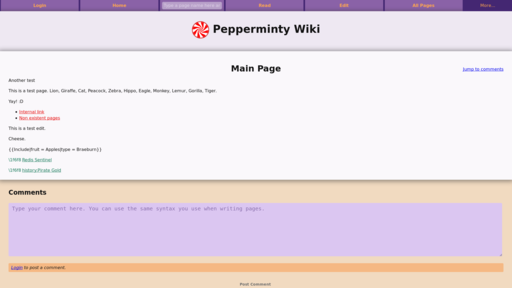 Login Home Type a page name here and Read Edit All Pages More...
Pepperminty Wiki
Main Page
Jump to comments
Another test
This is a test page. Lion, Giraffe, Cat, Peacock, Zebra, Hippo, Eagle, Monkey, Lemur, Gorilla, Tiger.
Yay! :D
Internal link
Non existent pages
This is a test edit.
Cheese.
{{Include|fruit = Apples|type = Braeburn}}
Redis Sentinel
history:Pirate Gold
Comments
Type your comment here. You can use the same syntax you use when writing pages.
Login to post a comment.
Post Comment